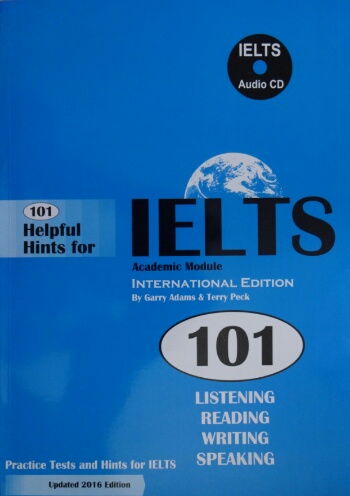 IELTS
Audio CD
101
Helpful
Hints for
IELTS
Academic Module
INTERNATIONAL EDITION
By Garry Adams & Terry Peck
101
LISTENING
READING
WRITING
SPEAKING
Practice Tests and Hints for IELTS
Updated 2016 Edition